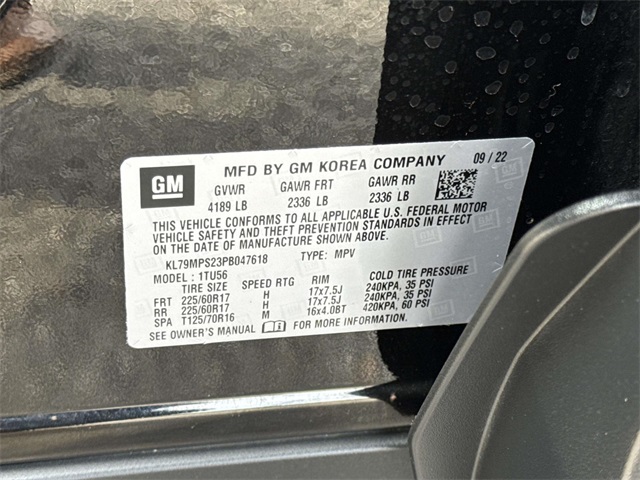 GM
MFD BY GM KOREA COMPANY 09 / 22
GVWR GAWR FRT GAWR RR
4189 LB 2336 LB 2336 LB
THIS VEHICLE CONFORMS TO ALL APPLICABLE U.S. FEDERAL MOTOR
VEHICLE SAFETY AND THEFT PREVENTION STANDARDS IN EFFECT
ON THE DATE OF MANUFACTURE SHOWN ABOVE.
KL79MPS23PB047618 TYPE: MPV
MODEL : 1TU56
TIRE SIZE SPEED RTG RIM COLD TIRE PRESSURE
FRT 225/60R17 H 17x7.5J 240KPA, 35 PSI
RR 225/60R17 H 17x7.5J 240KPA, 35 PSI
SPA T125/70R16 M 16x4.0BT 420KPA, 60 PSI
SEE OWNER'S MANUAL FOR MORE INFORMATION.